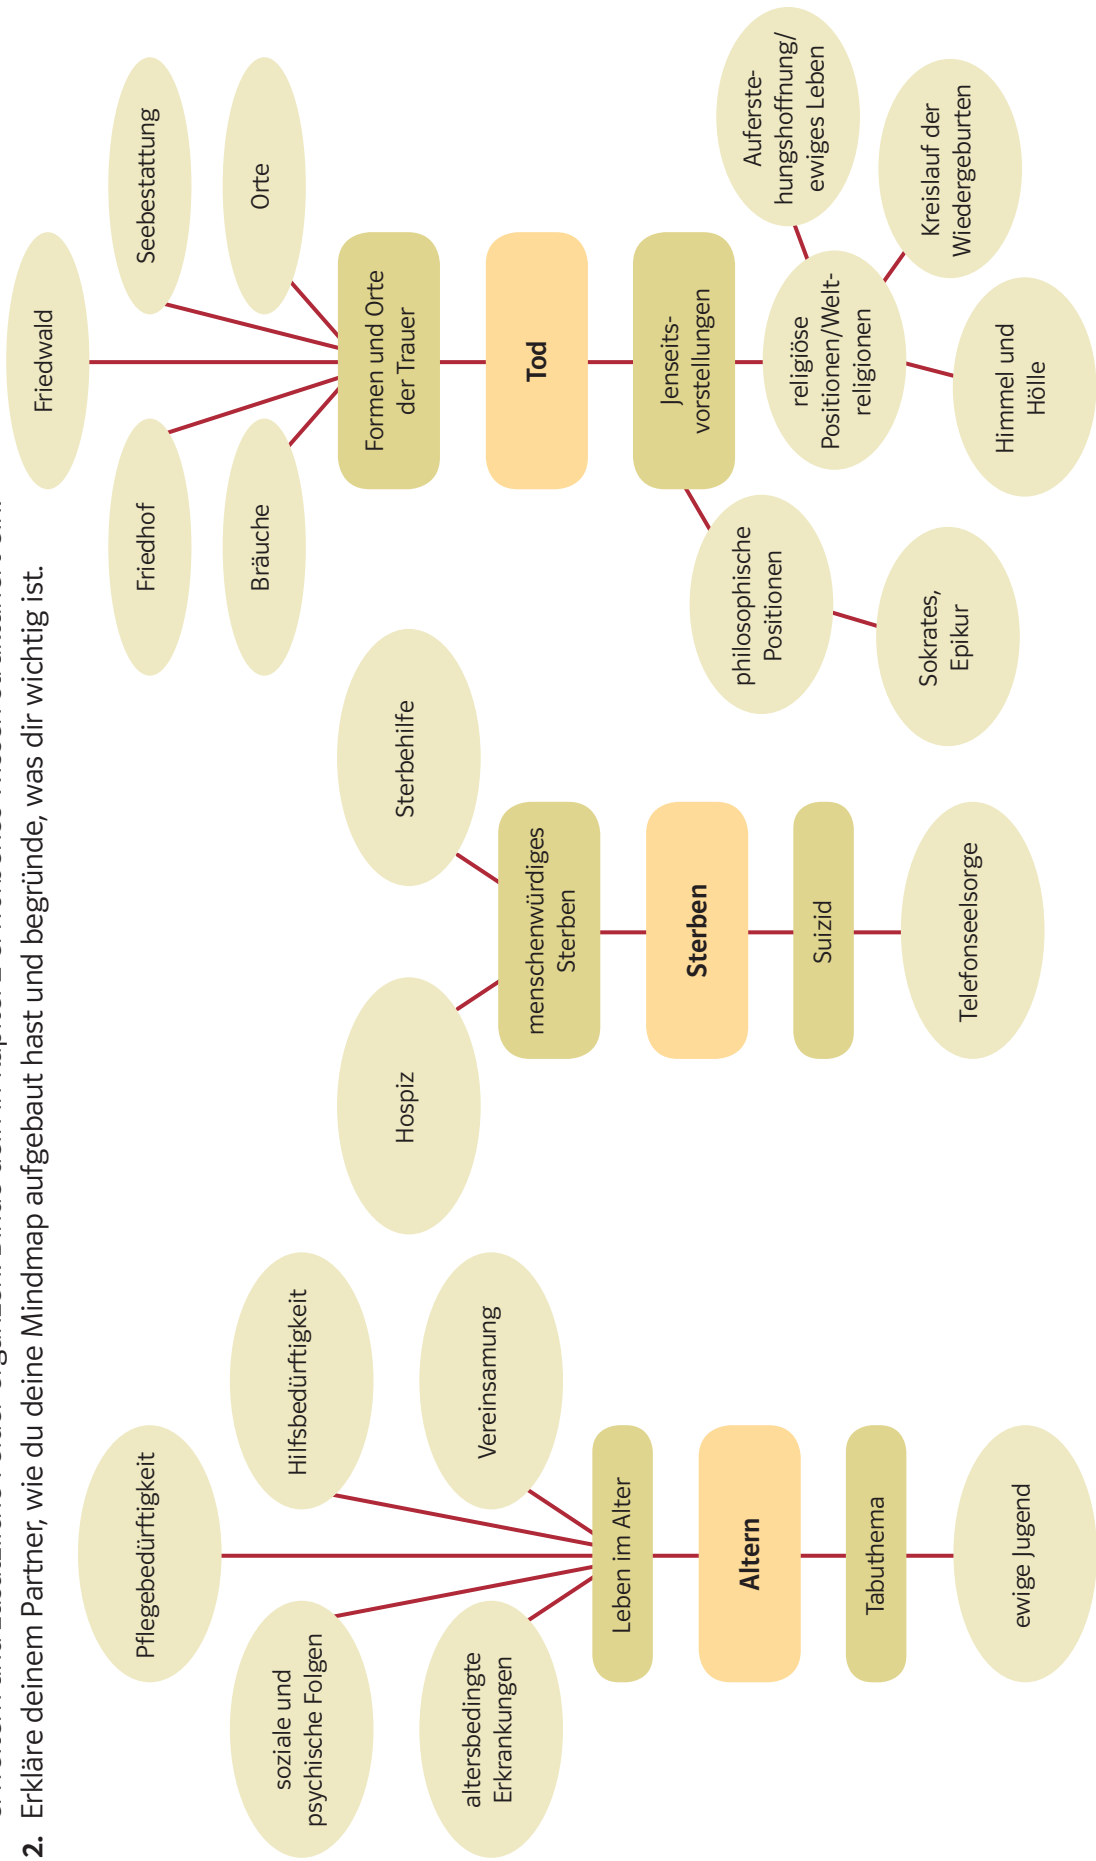 2. Erkläre deinem Partner, wie du deine Mindmap aufgebaut hast und begründe, was dir wichtig ist.
Pflegebedürftigkeit
soziale und
psychische Folgen
Hilfsbedürftigkeit
altersbedingte
Erkrankungen
Vereinsamung
Leben im Alter
Altern
Tabuthema
ewige Jugend
Hospiz
Sterbehilfe
menschenwürdiges
Sterben
Sterben
Suizid
Telefonseelsorge
Friedwald
Friedhof
Seebestattung
Bräuche
Orte
Formen und Orte
der Trauer
Tod
Jenseits-
vorstellungen
philosophische
Positionen
Sokrates,
Epikur
religiöse
Positionen/Welt-
religionen
Auferste-
hungshoffnung/
ewiges Leben
Kreislauf der
Wiedergeburten
Himmel und
Hölle